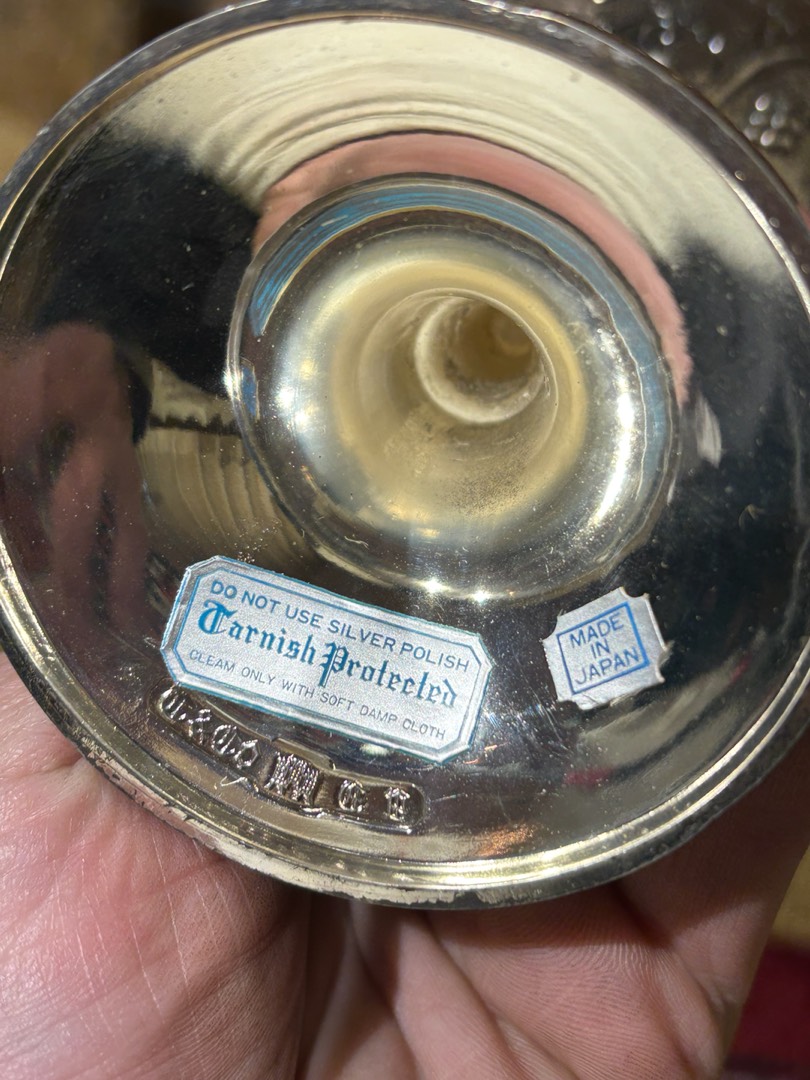 DO NOT USE SILVER POLISH
Tarnish Protected
CLEAM ONLY WITH SOFT DAMP CLOTH
MADE
IN
JAPAN